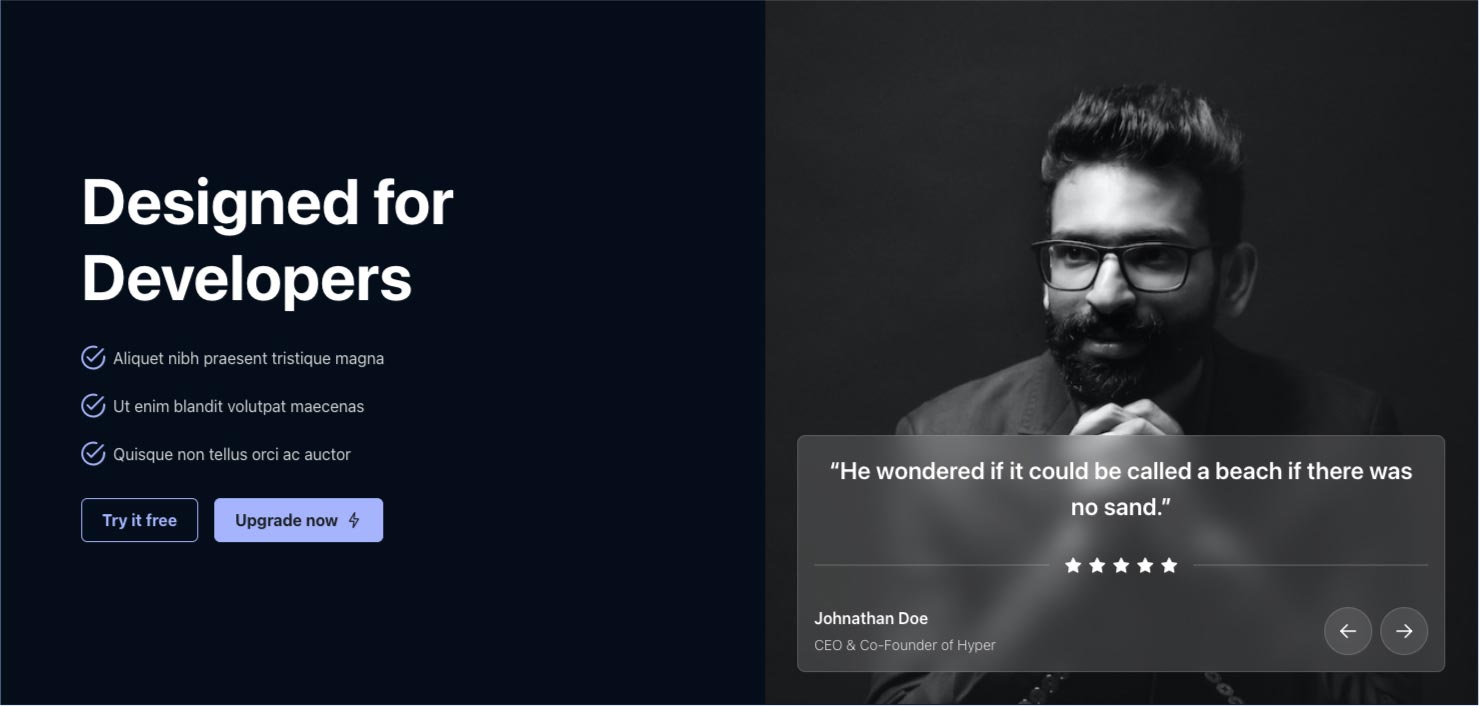 Designed for
Developers
Aliquet nibh praesent tristique magna
Ut enim blandit volutpat maecenas
Quisque non tellus orci ac auctor
Try it free
Upgrade now
“He wondered if it could be called a beach if there was
no sand.”
Johnathan Doe
CEO & Co-Founder of Hyper